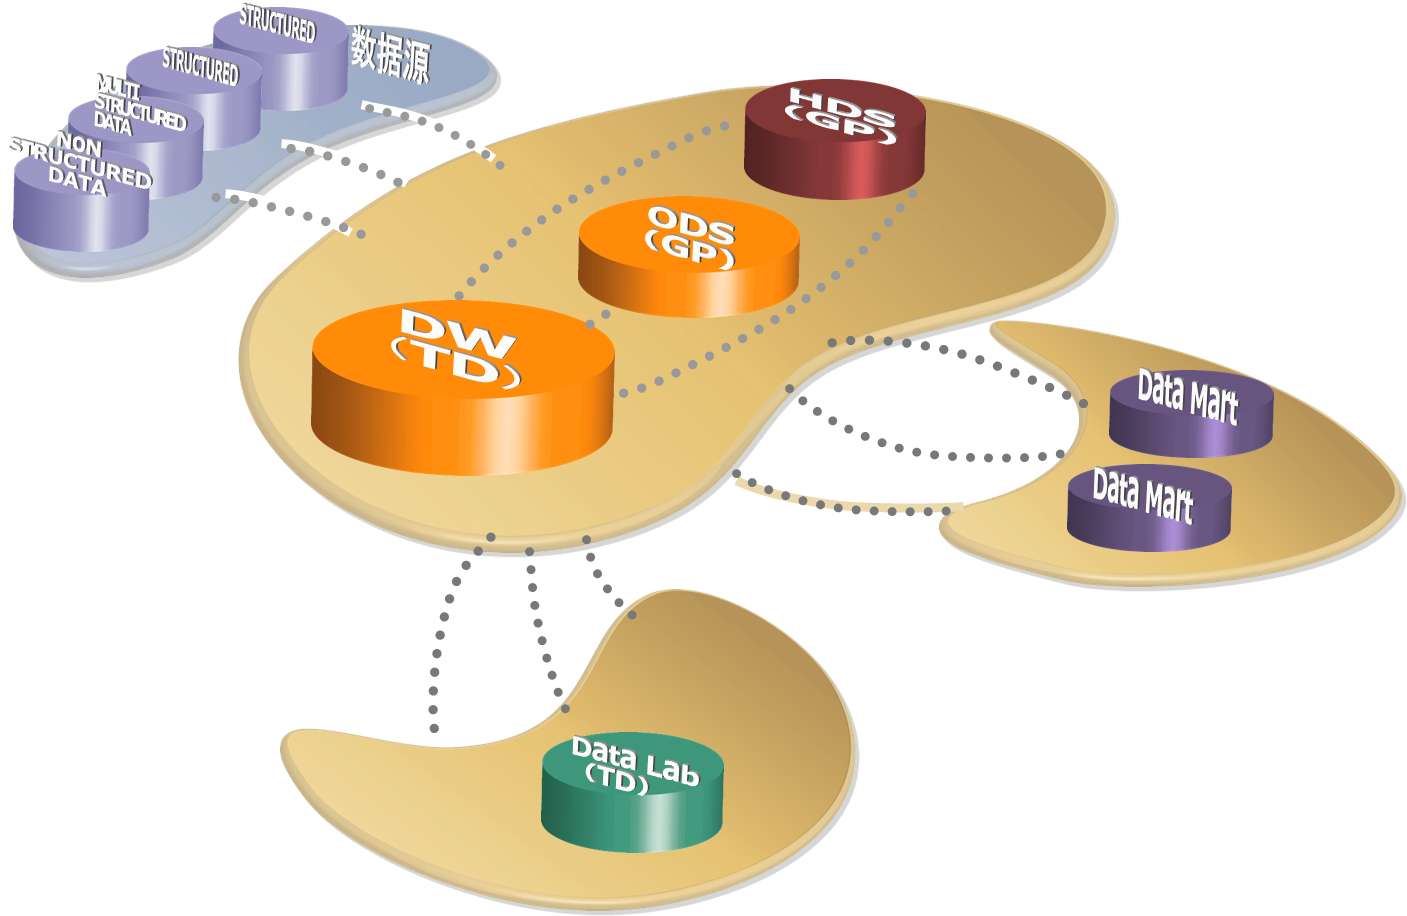 STRUCTURED
数据源
STRUCTURED
MULTI
STRUCTURED
DATA
NON
STRUCTURED
DATA
HDS
(GP)
ODS
(GP)
DW
(TD)
Data Mart
Data Mart
Data Lab
(TD)